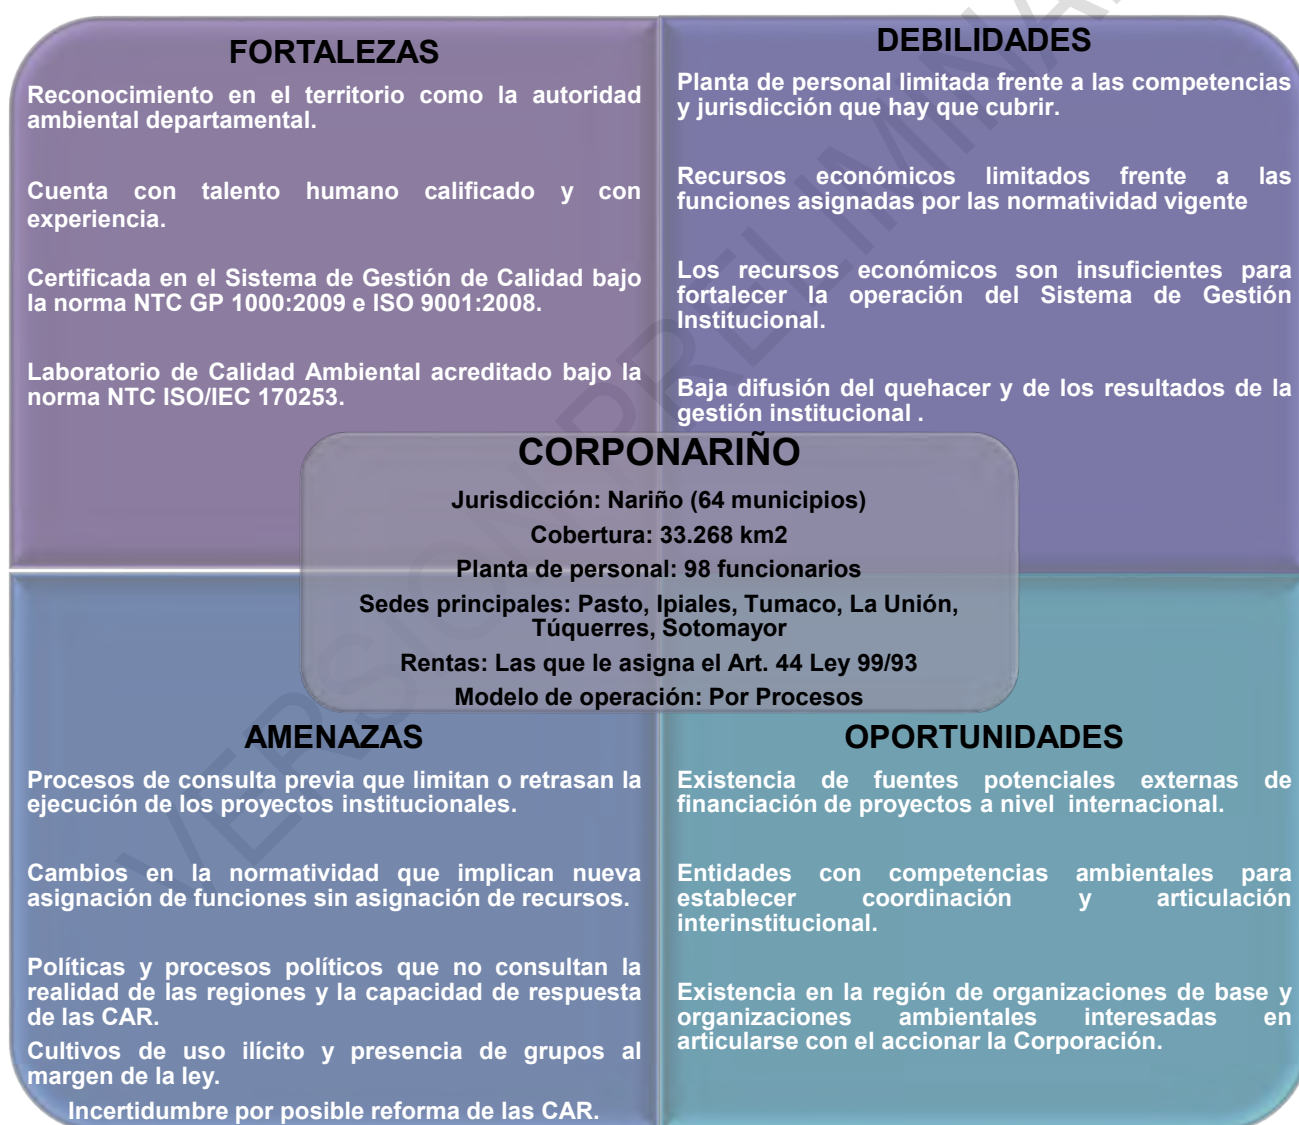 FORTALEZAS
Reconocimiento en el territorio como la autoridad
ambiental departamental.
Cuenta con talento humano calificado y con
experiencia.
Certificada en el Sistema de Gestión de Calidad bajo
la norma NTC GP 1000:2009 e ISO 9001:2008.
Laboratorio de Calidad Ambiental acreditado bajo la
norma NTC ISO/IEC 170253.
DEBILIDADES
Planta de personal limitada frente a las competencias
y jurisdicción que hay que cubrir.
Recursos económicos limitados frente a las
funciones asignadas por las normatividad vigente
Los recursos económicos son insuficientes para
fortalecer la operación del Sistema de Gestión
Institucional.
Baja difusión del quehacer y de los resultados de la
gestión institucional .
CORPONARIÑO
Jurisdicción: Nariño (64 municipios)
Cobertura: 33.268 km2
Planta de personal: 98 funcionarios
Sedes principales: Pasto, Ipiales, Tumaco, La Unión,
Túquerres, Sotomayor
Rentas: Las que le asigna el Art. 44 Ley 99/93
Modelo de operación: Por Procesos
AMENAZAS
Procesos de consulta previa que limitan o retrasan la
ejecución de los proyectos institucionales.
Cambios en la normatividad que implican nueva
asignación de funciones sin asignación de recursos.
Políticas y procesos políticos que no consultan la
realidad de las regiones y la capacidad de respuesta
de las CAR.
Cultivos de uso ilícito y presencia de grupos al
margen de la ley.
Incertidumbre por posible reforma de las CAR.
OPORTUNIDADES
Existencia de fuentes potenciales externas de
financiación de proyectos a nivel internacional.
Entidades con competencias ambientales para
establecer coordinación y articulación
interinstitucional.
Existencia en la región de organizaciones de base y
organizaciones ambientales interesadas en
articularse con el accionar la Corporación.
VERSION PRELIMINAR